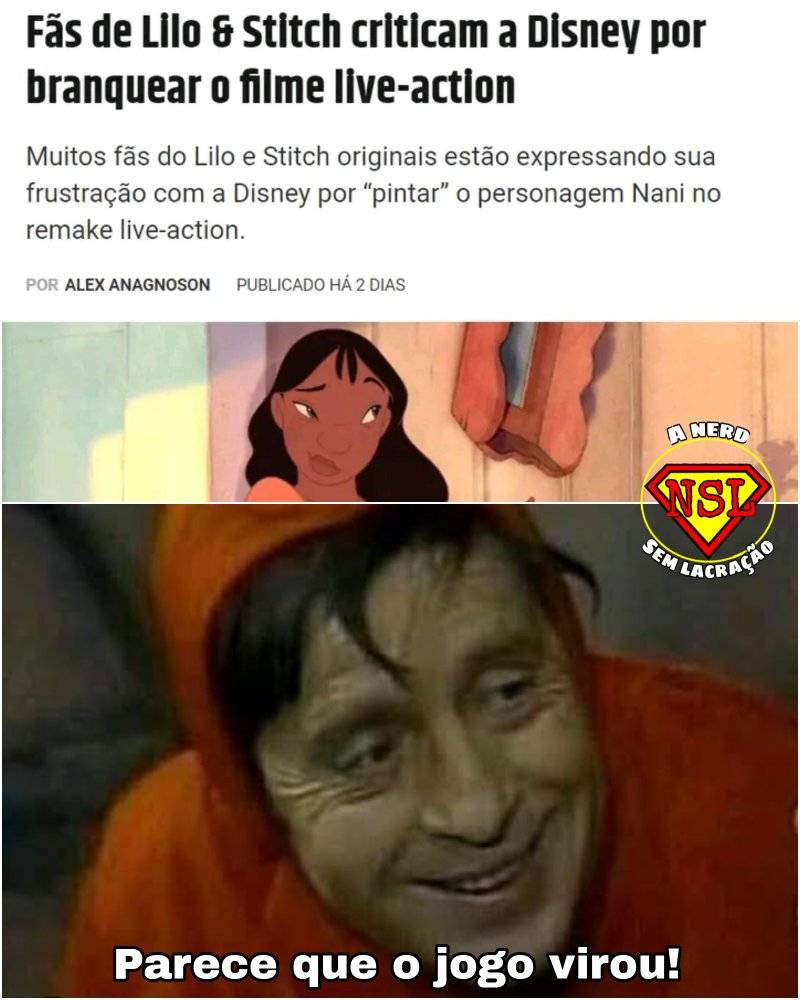 Fãs de Lilo & Stitch criticam a Disney por
branquear o filme live-action
Muitos fãs do Lilo e Stitch originais estão expressando sua
frustração com a Disney por “pintar” o personagem Nani no
remake live-action.
POR ALEX ANAGNOSON PUBLICADO HÁ 2 DIAS
A NERD
NSL
SEM LACRAÇÃO
Parece que o jogo virou!